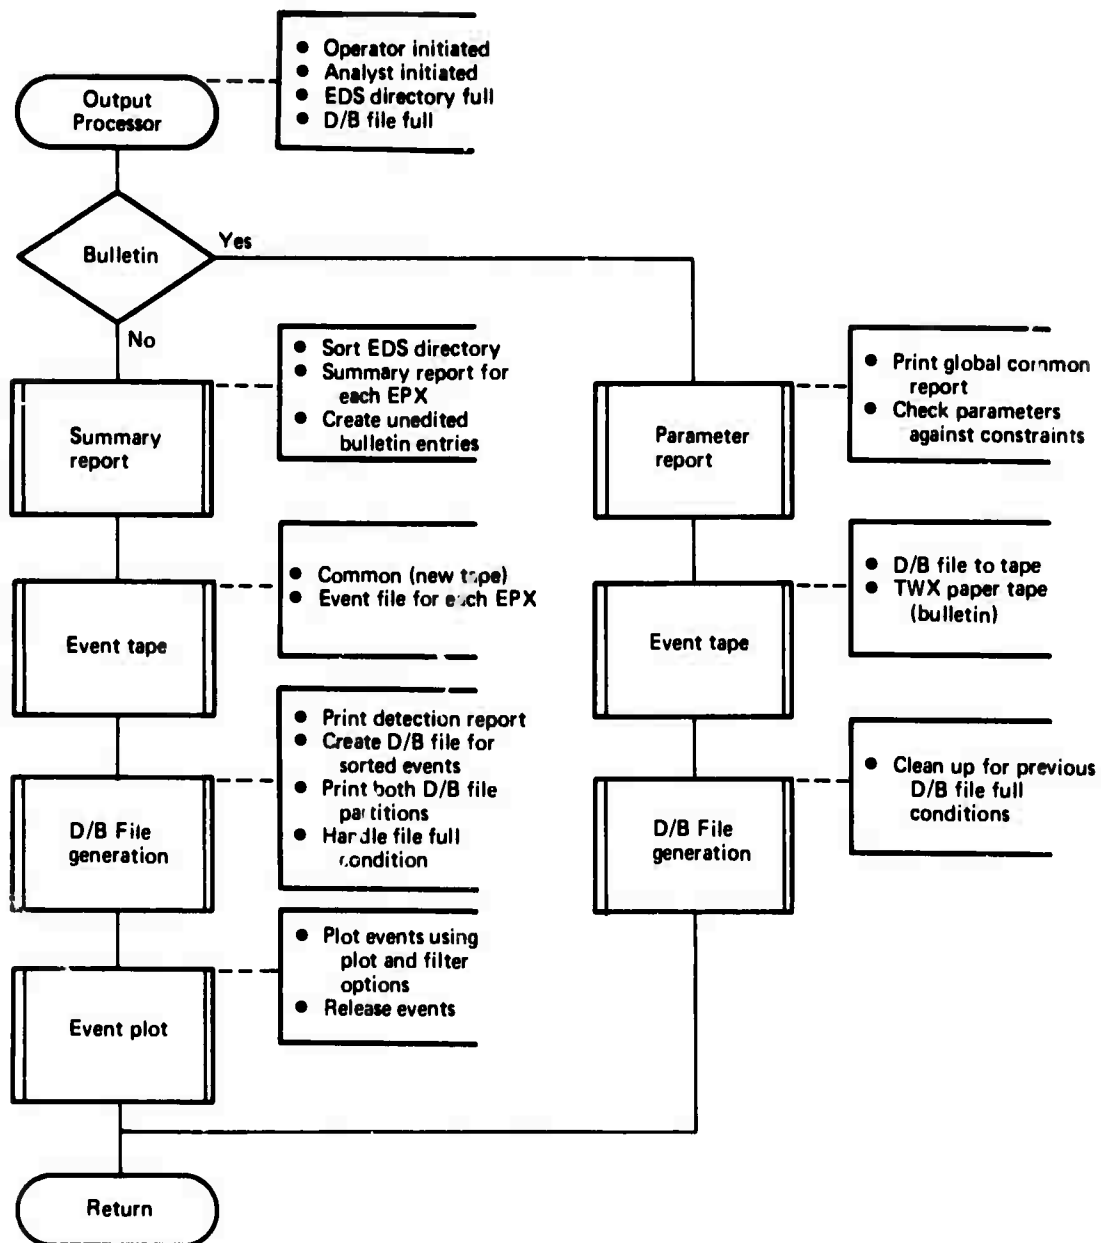 ● Operator initiated
● Analyst initiated
● EDS directory full
● D/B file full
Output
Processor
Bulletin
Yes
No
● Sort EDS directory
● Summary report for
each EPX
● Create unedited
bulletin entries
Summary
report
● Common (new tape)
● Event file for each EPX
Event tape
● Print detection report
● Create D/B file for
sorted events
● Print both D/B file
partitions
● Handle file full
condition
D/B File
generation
● Plot events using
plot and filter
options
● Release events
Event plot
Return
● Print global common
report
● Check parameters
against constraints
Parameter
report
● D/B file to tape
● TWX paper tape
(bulletin)
Event tape
● Clean up for previous
D/B file full
conditions
D/B File
generation